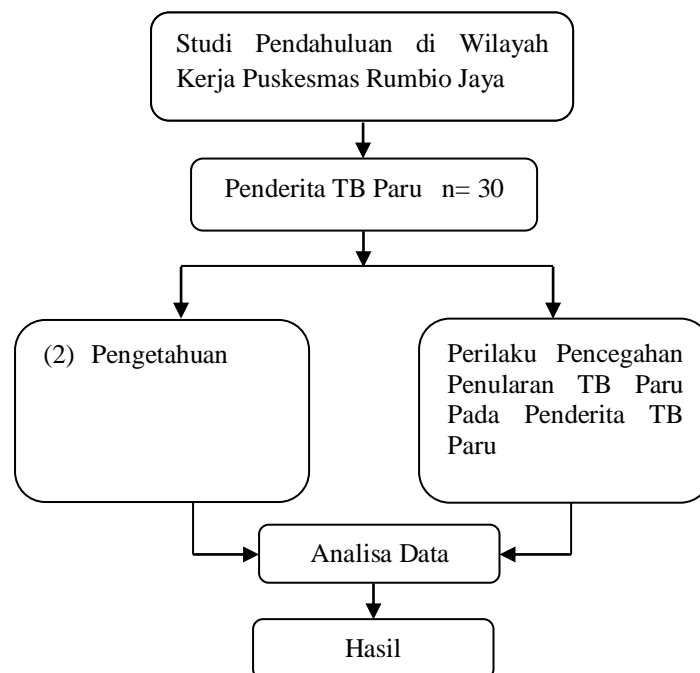 Studi Pendahuluan di Wilayah
Kerja Puskesmas Rumbio Jaya
Penderita TB Paru n= 30
(2) Pengetahuan
Perilaku Pencegahan
Penularan TB Paru
Pada Penderita TB
Paru
Analisa Data
Hasil